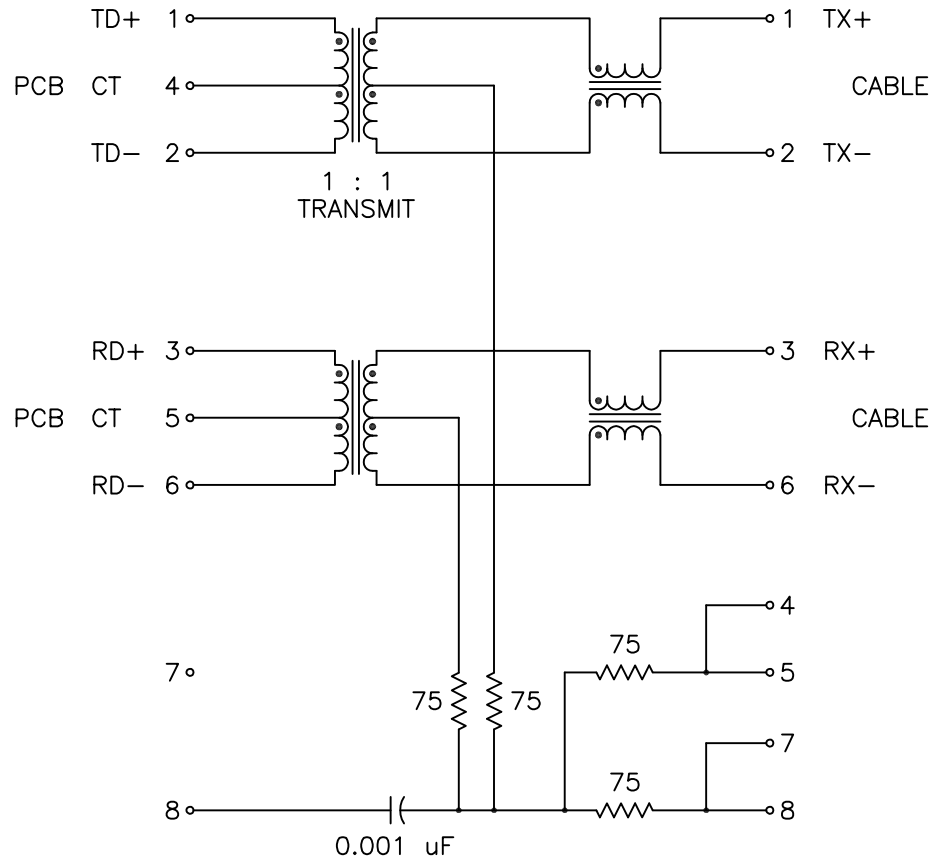 TD+ 1 1 TX+
PCB CT 4 CABLE
TD− 2 2 TX−
1 : 1
TRANSMIT
RD+ 3 3 RX+
PCB CT 5 CABLE
RD− 6 6 RX−
4
75
7 5
75 75
7
75
8 8
0.001 uF